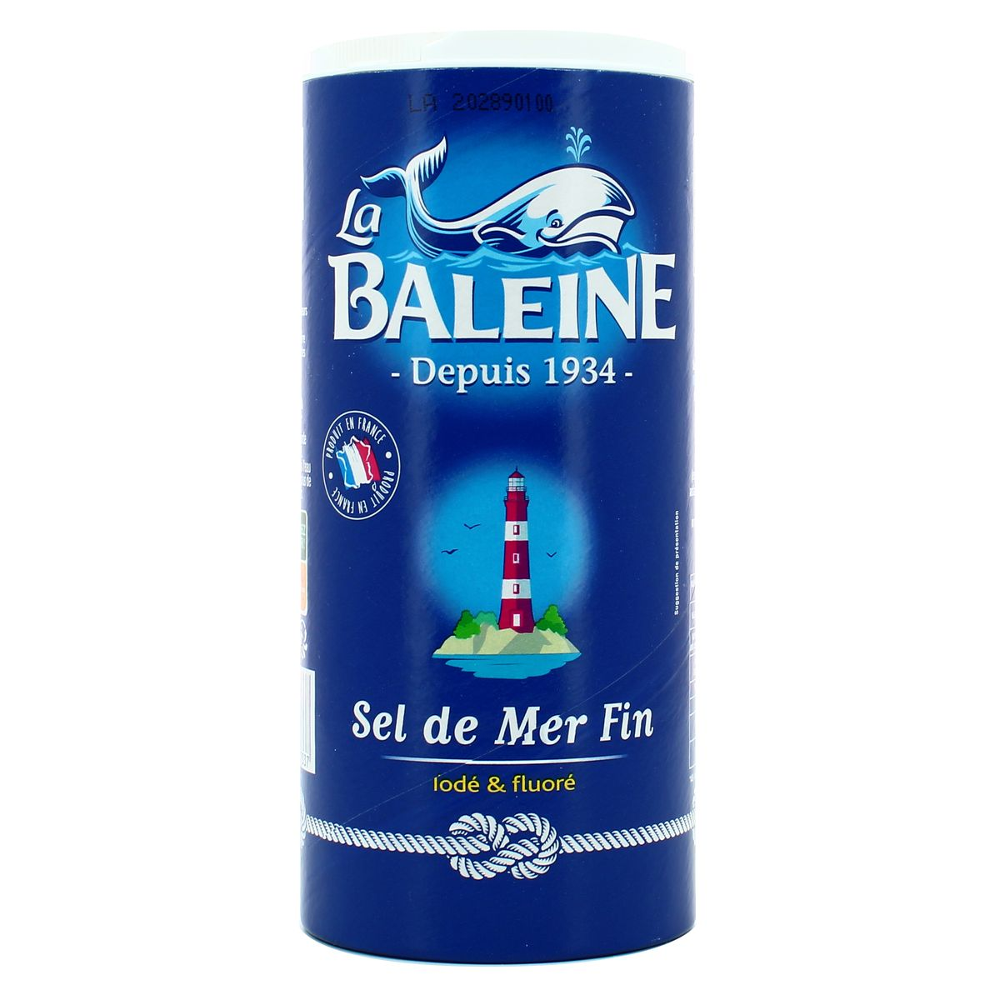 LA 202890100
La
BALEINE
- Depuis 1934 -
PRODUIT EN FRANCE • PRODUIT EN FRANCE •
Suggestion de présentation
Sel de Mer Fin
Iodé & fluoré